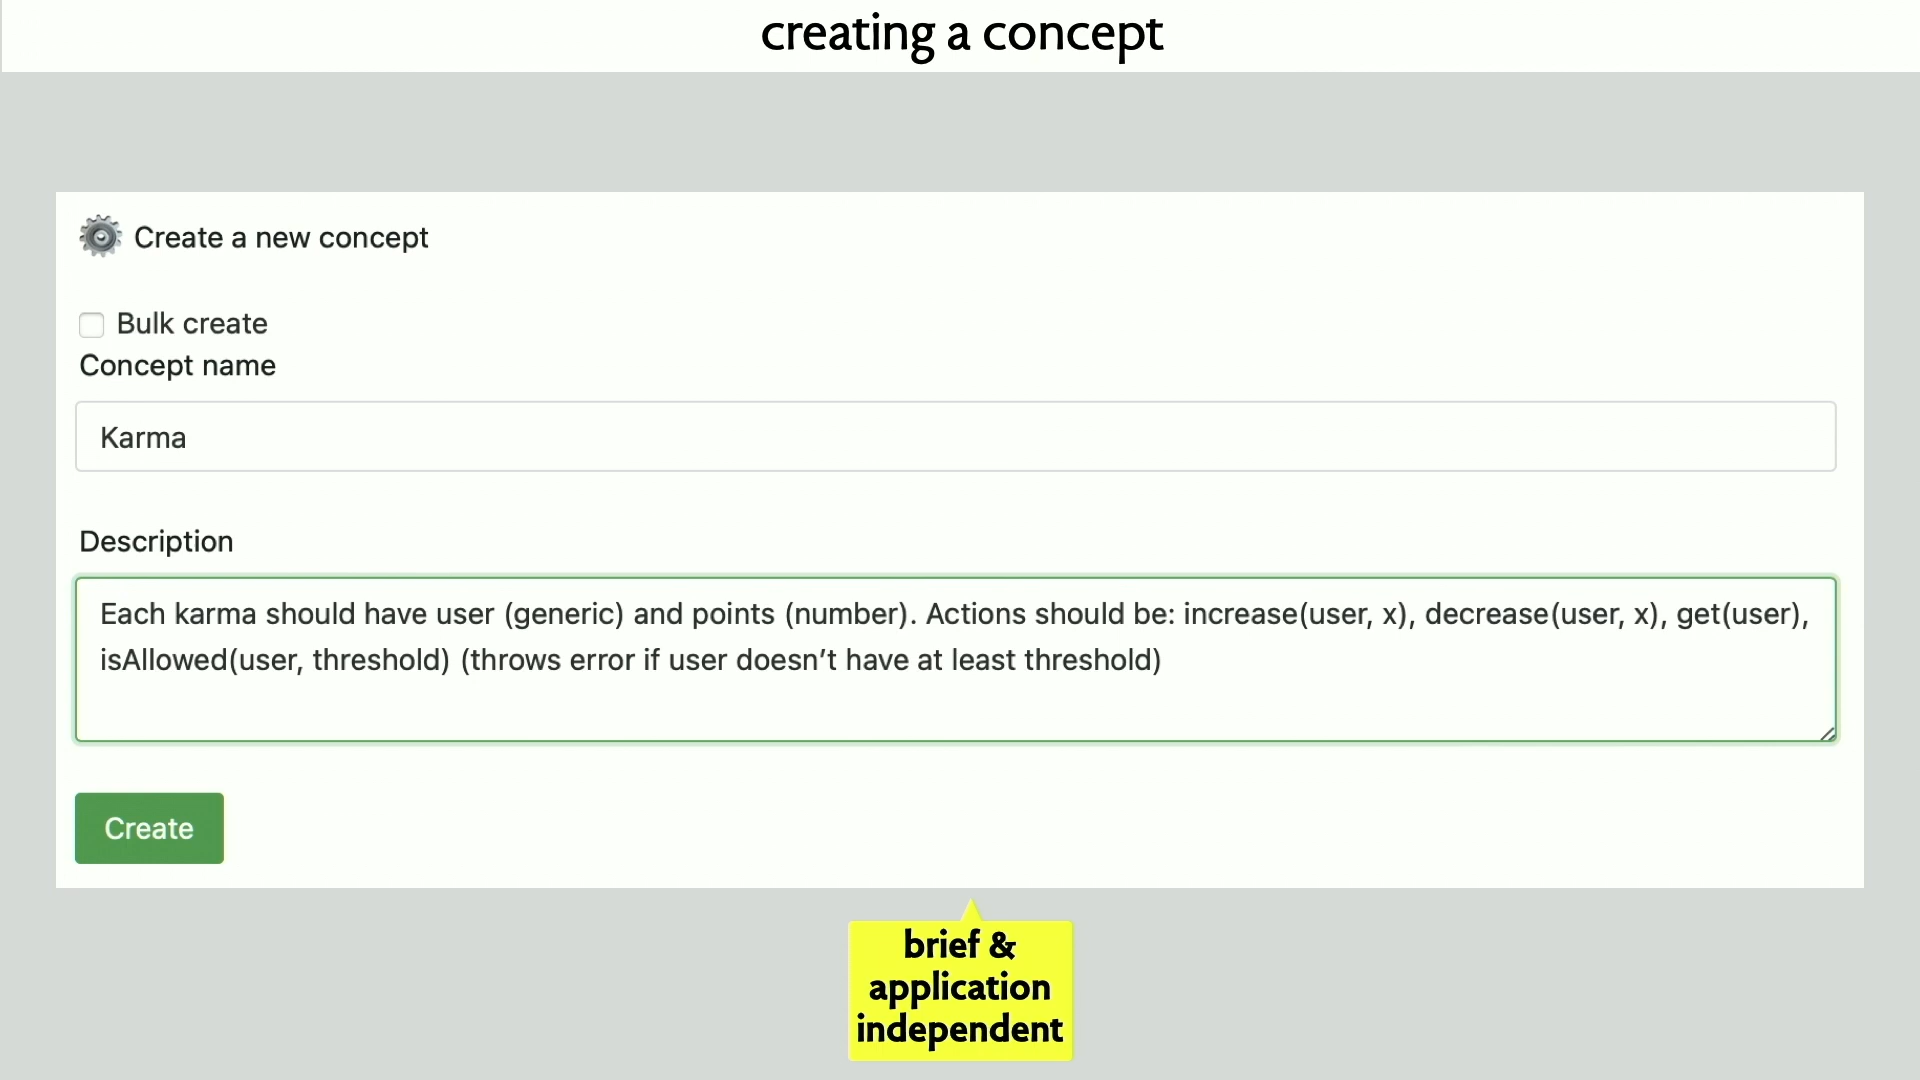 creating a concept
Create a new concept
Bulk create
Concept name
Karma
Description
Each karma should have user (generic) and points (number). Actions should be: increase(user, x), decrease(user, x), get(user),
isAllowed(user, threshold) (throws error if user doesn’t have at least threshold)
Create
brief &
application
independent